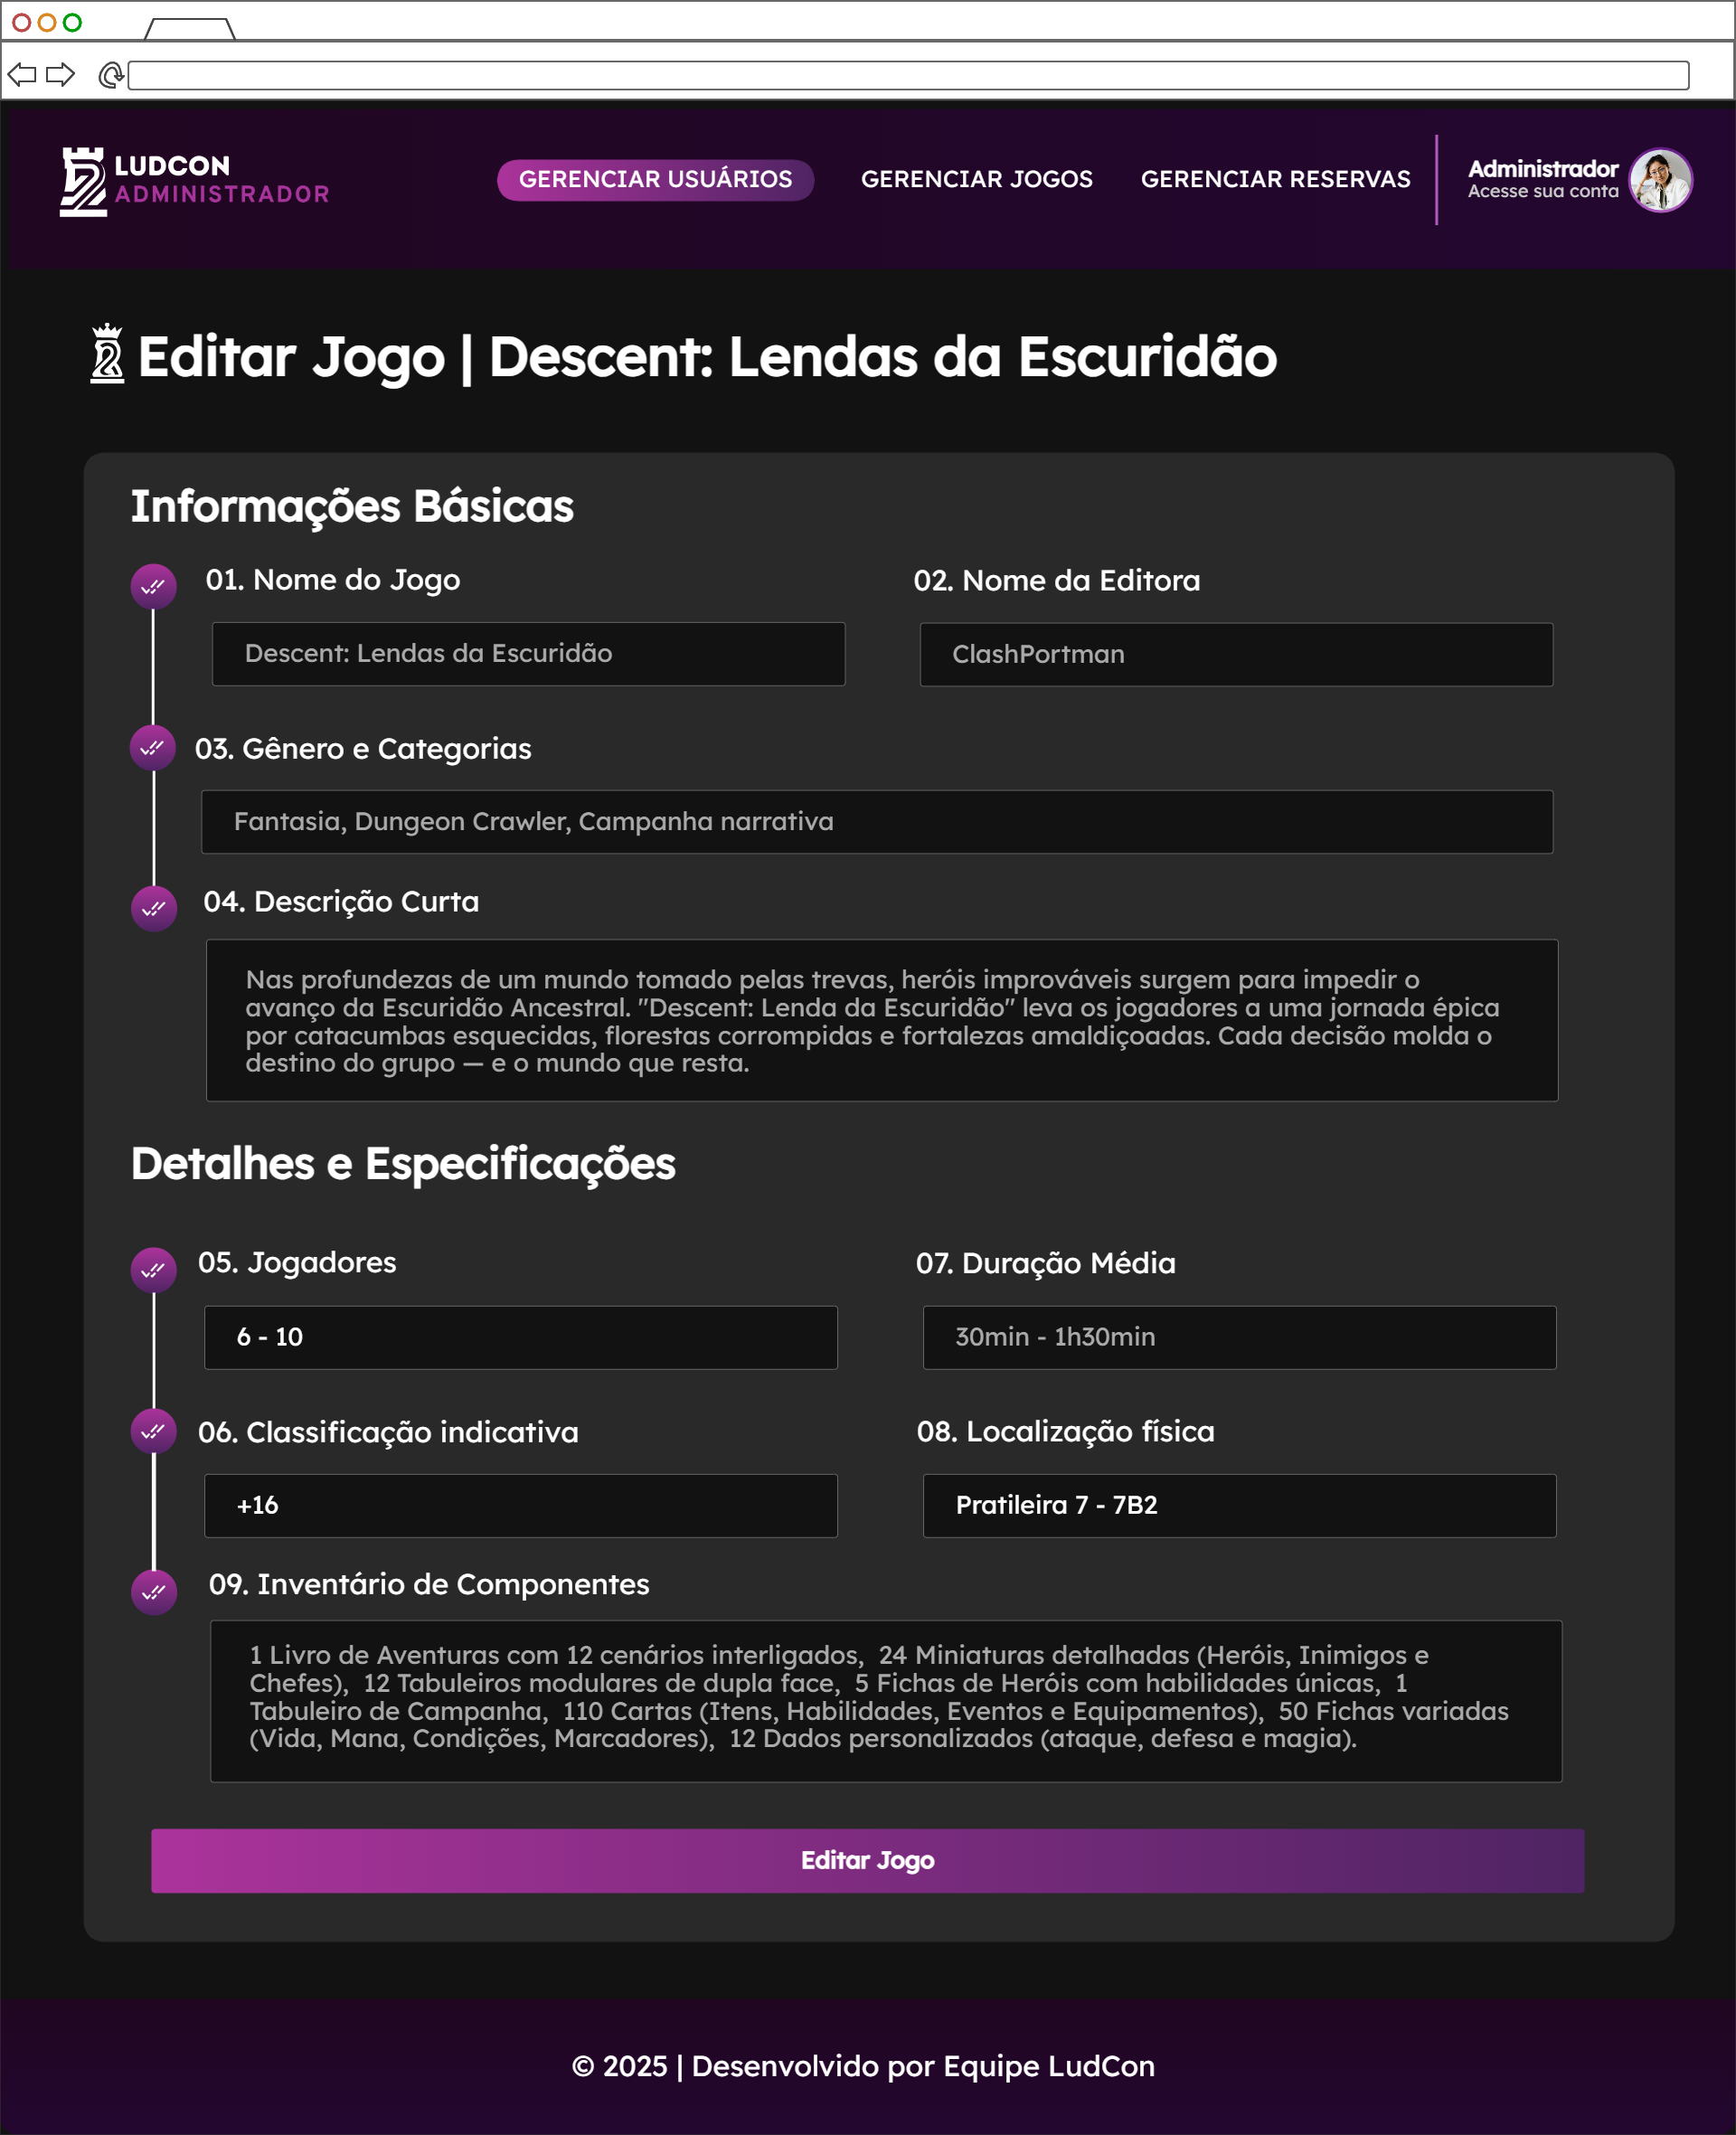 LUDCON
ADMINISTRADOR
GERENCIAR USUÁRIOS
GERENCIAR JOGOS
GERENCIAR RESERVAS
Administrador
Acesse sua conta
Editar Jogo | Descent: Lendas da Escuridão
Informações Básicas
01. Nome do Jogo
02. Nome da Editora
Descent: Lendas da Escuridão
ClashPortman
03. Gênero e Categorias
Fantasia, Dungeon Crawler, Campanha narrativa
04. Descrição Curta
Nas profundezas de um mundo tomado pelas trevas, heróis improváveis surgem para impedir o
avanço da Escuridão Ancestral. "Descent: Lenda da Escuridão" leva os jogadores a uma jornada épica
por catacumbas esquecidas, florestas corrompidas e fortalezas amaldiçoadas. Cada decisão molda o
destino do grupo — e o mundo que resta.
Detalhes e Especificações
05. Jogadores
07. Duração Média
6 - 10
30min - 1h30min
06. Classificação indicativa
08. Localização física
+16
Pratileira 7 - 7B2
09. Inventário de Componentes
1 Livro de Aventuras com 12 cenários interligados,  24 Miniaturas detalhadas (Heróis, Inimigos e
Chefes),  12 Tabuleiros modulares de dupla face,  5 Fichas de Heróis com habilidades únicas,  1
Tabuleiro de Campanha,  110 Cartas (Itens, Habilidades, Eventos e Equipamentos),  50 Fichas variadas
(Vida, Mana, Condições, Marcadores),  12 Dados personalizados (ataque, defesa e magia).
Editar Jogo
© 2025 | Desenvolvido por Equipe LudCon